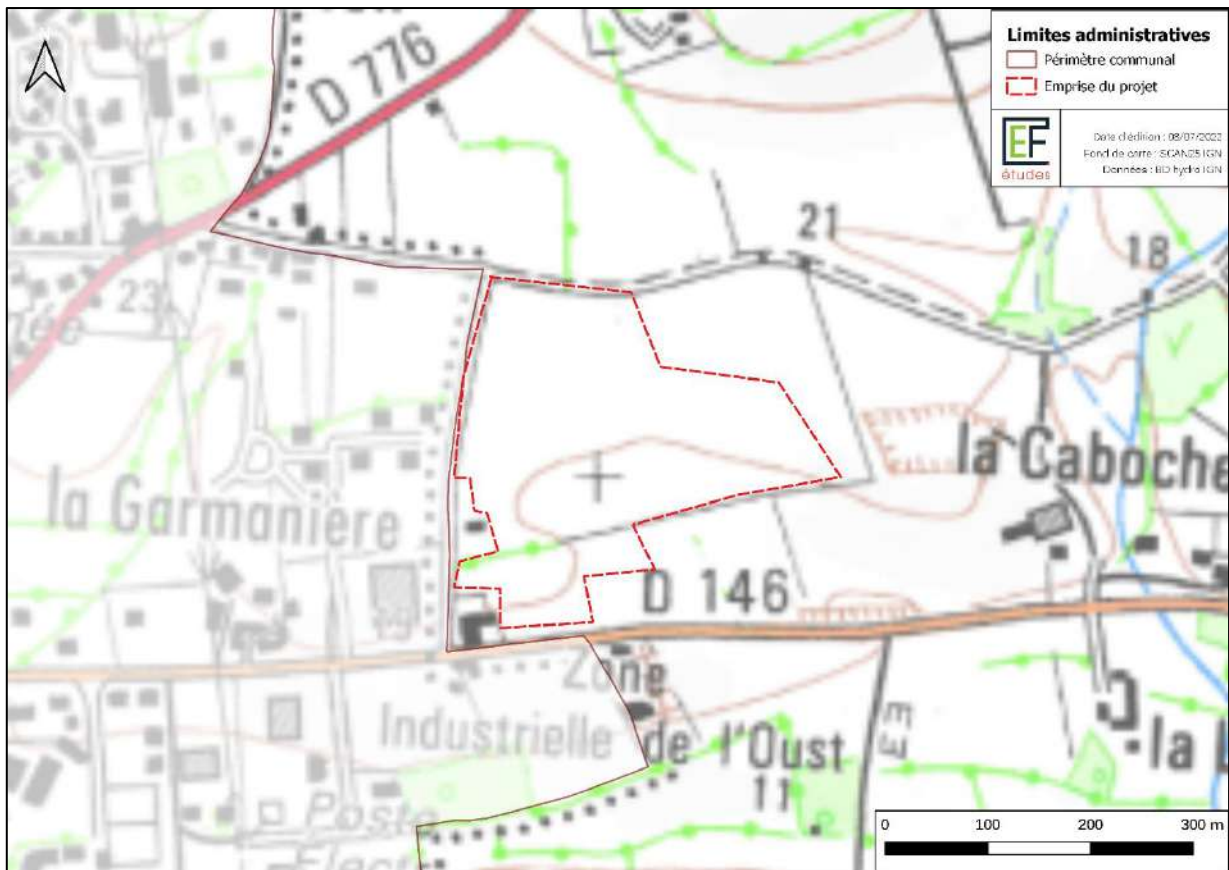 Limites administratives
Périmètre communal
Emprise du projet
EF
études
Date d'édition : 08/07/2022
Fond de carte : SCAN25 IGN
Données : BD hydro IGN
D 776
21
18
23
la Garmanière
la Caboche
D 146
Zone
Industrielle de l'Oust
11
Poste
la
0 100 200 300 m